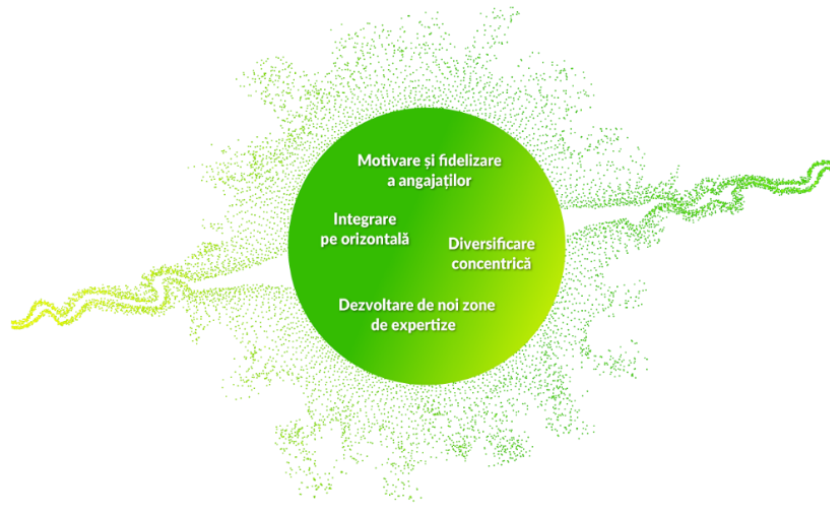 Motivare și fidelizare
a angajaților
Integrare
pe orizontală
Diversificare
concentrică
Dezvoltare de noi zone
de expertize